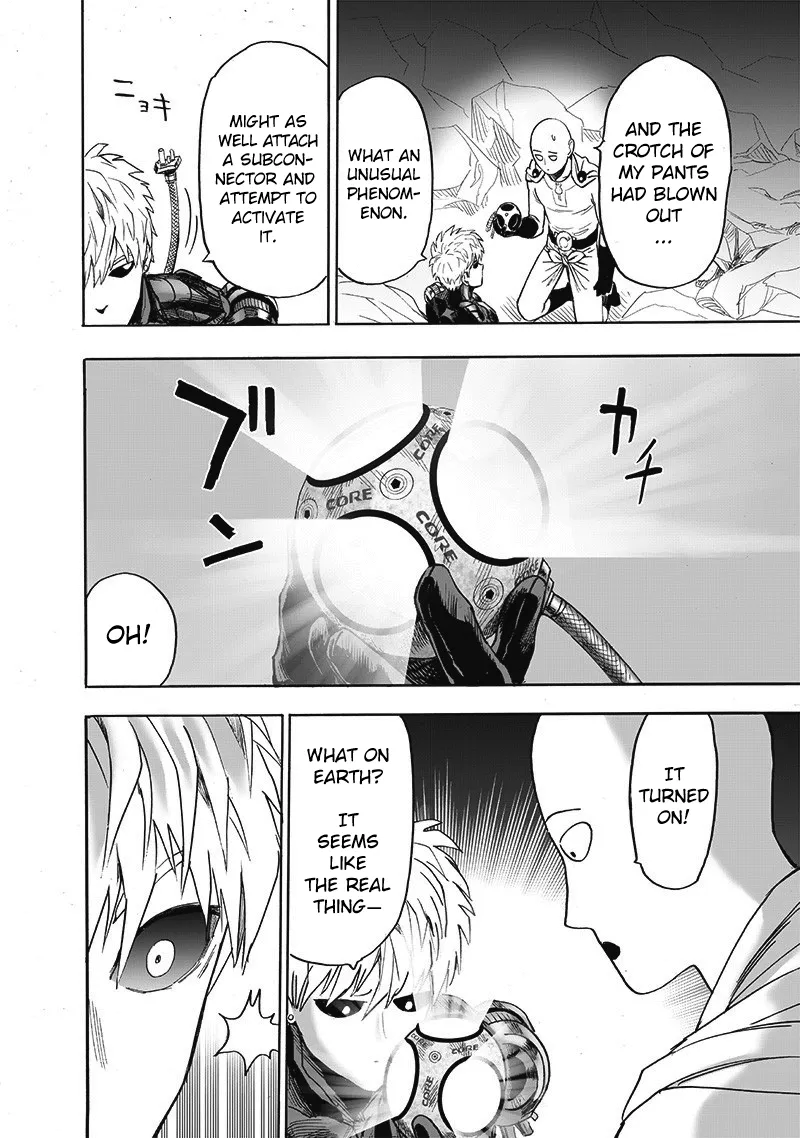 AND THE
CROTCH OF
MY PANTS
HAD BLOWN
OUT
...
WHAT AN
UNUSUAL
PHENOM-
ENON.
MIGHT AS
WELL ATTACH
A SUBCON-
NECTOR AND
ATTEMPT TO
ACTIVATE
IT.
ニョキ
カチ
ブン
CORE
CORE
CORE
OH!
IT
TURNED
ON!
WHAT ON
EARTH?
IT
SEEMS
LIKE
THE REAL
THING—
CORE
CORE
CORE